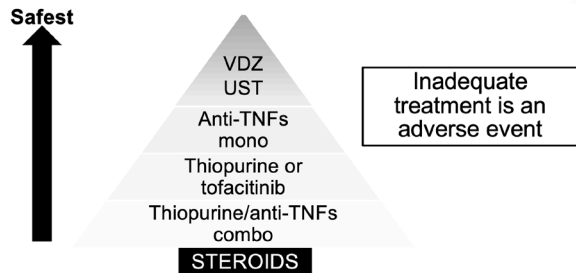 Safest
VDZ
UST
Anti-TNFs
mono
Thiopurine or
tofacitinib
Thiopurine/anti-TNFs
combo
STEROIDS
Inadequate
treatment is an
adverse event